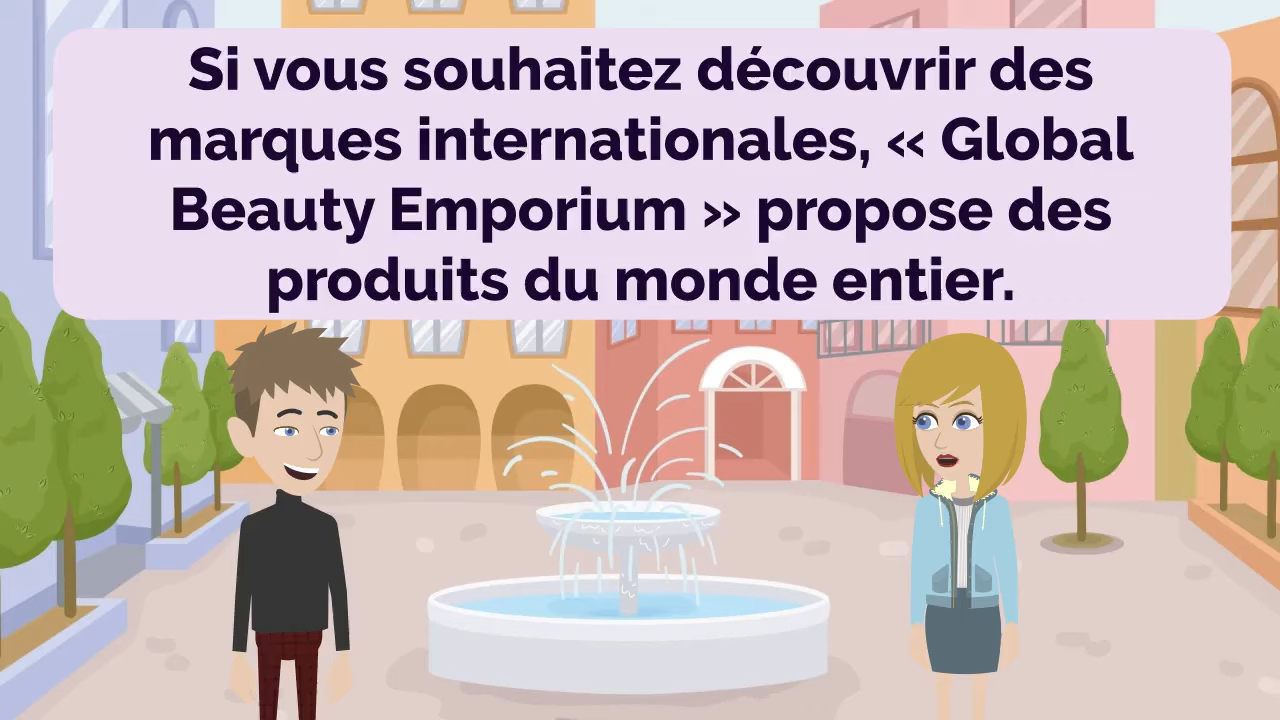 Si vous souhaitez découvrir des
marques internationales, « Global
Beauty Emporium » propose des
produits du monde entier.